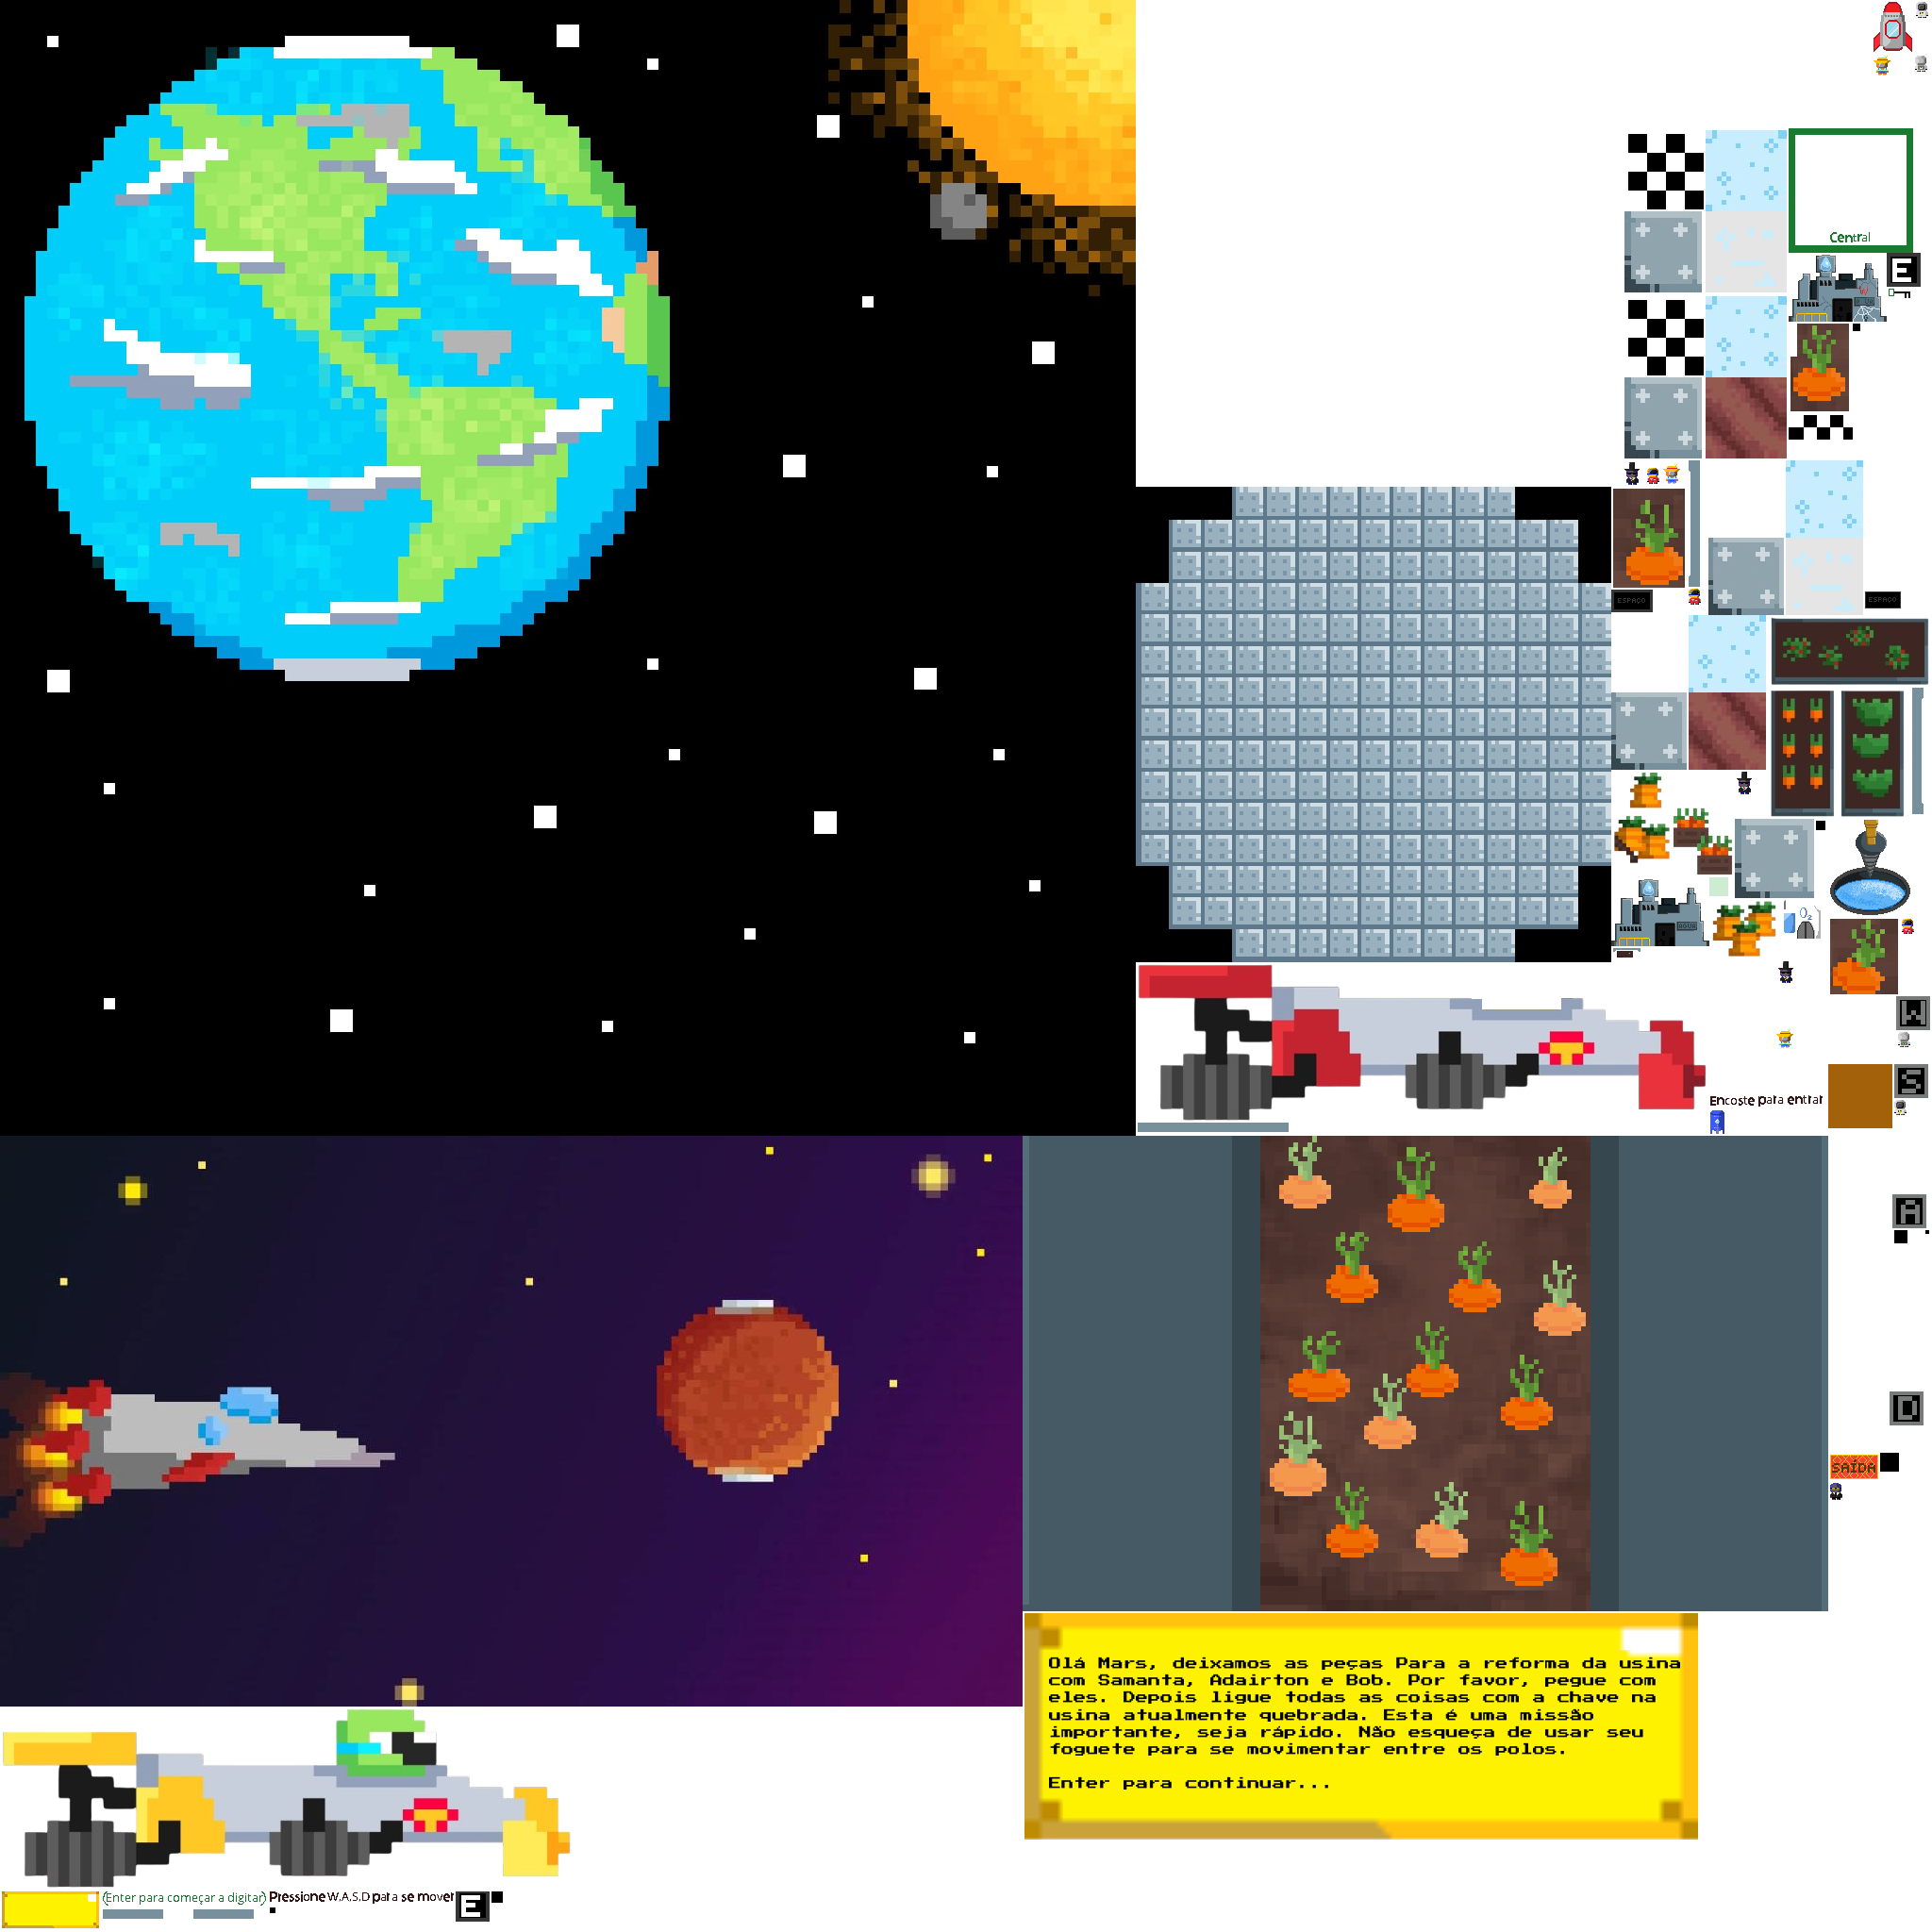 Central
E
ESPAÇO
ESPAÇO
O₂
W
Encoste para entrar
S
A
D
SAÍDA
Olá Mars, deixamos as peças Para a reforma da usina
com Samanta, Adairton e Bob. Por favor, pegue com
eles. Depois ligue todas as coisas com a chave na
usina atualmente quebrada. Esta é uma missão
importante, seja rápido. Não esqueça de usar seu
foguete para se movimentar entre os polos.
Enter para continuar...
(Enter para começar a digitar)
Pressione W.A.S.D para se mover
E